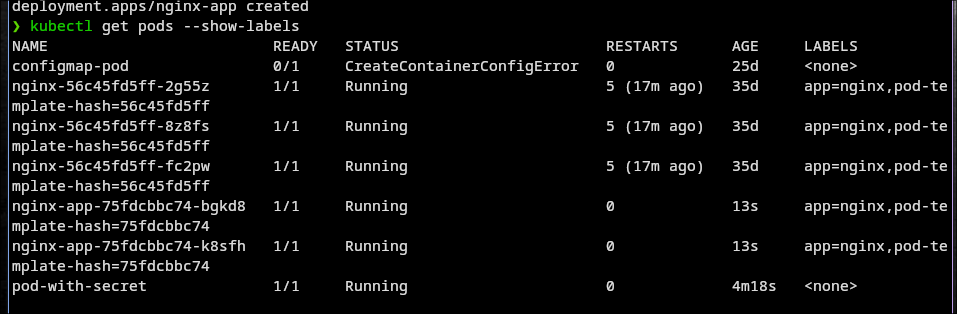 deployment.apps/nginx-app created
❯ kubectl get pods --show-labels
NAME                         READY   STATUS                       RESTARTS      AGE     LABELS
configmap-pod                0/1     CreateContainerConfigError   0             25d     <none>
nginx-56c45fd5ff-2g55z       1/1     Running                      5 (17m ago)   35d     app=nginx,pod-te
mplate-hash=56c45fd5ff
nginx-56c45fd5ff-8z8fs       1/1     Running                      5 (17m ago)   35d     app=nginx,pod-te
mplate-hash=56c45fd5ff
nginx-56c45fd5ff-fc2pw       1/1     Running                      5 (17m ago)   35d     app=nginx,pod-te
mplate-hash=56c45fd5ff
nginx-app-75fdcbbc74-bgkd8   1/1     Running                      0             13s     app=nginx,pod-te
mplate-hash=75fdcbbc74
nginx-app-75fdcbbc74-k8sfh   1/1     Running                      0             13s     app=nginx,pod-te
mplate-hash=75fdcbbc74
pod-with-secret              1/1     Running                      0             4m18s   <none>